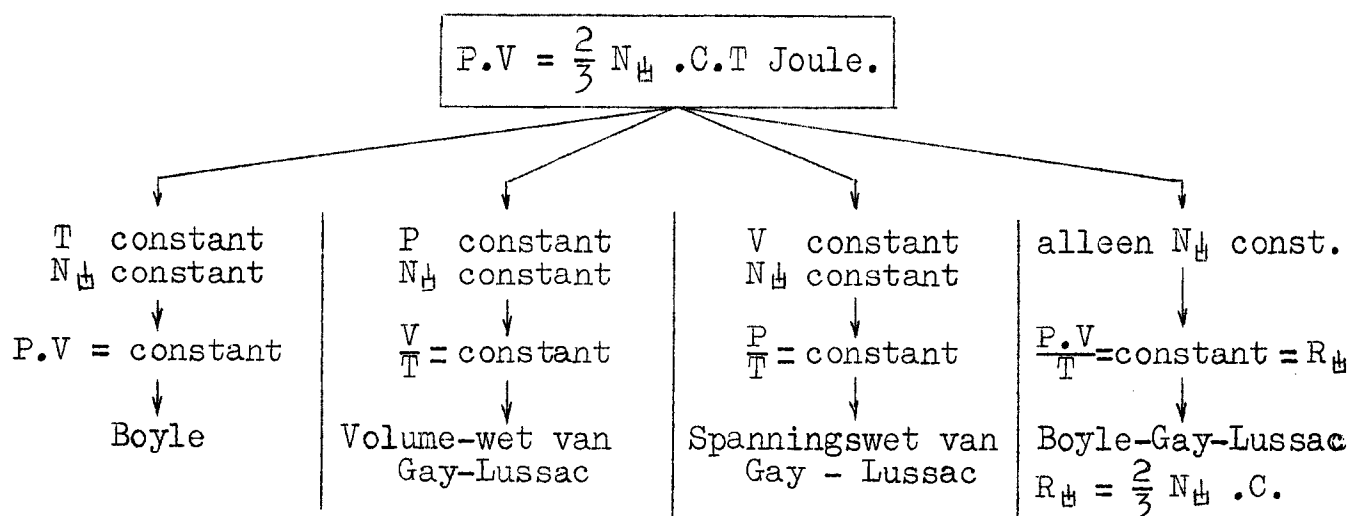 P.V = 2/3 N .C.T Joule.
T constant
N constant
P.V = constant
Boyle
P constant
N constant
V/T = constant
Volume-wet van
Gay-Lussac
V constant
N constant
P/T = constant
Spanningswet van
Gay - Lussac
alleen N const.
P.V/T = constant = R
Boyle-Gay-Lussac
R = 2/3 N .C.